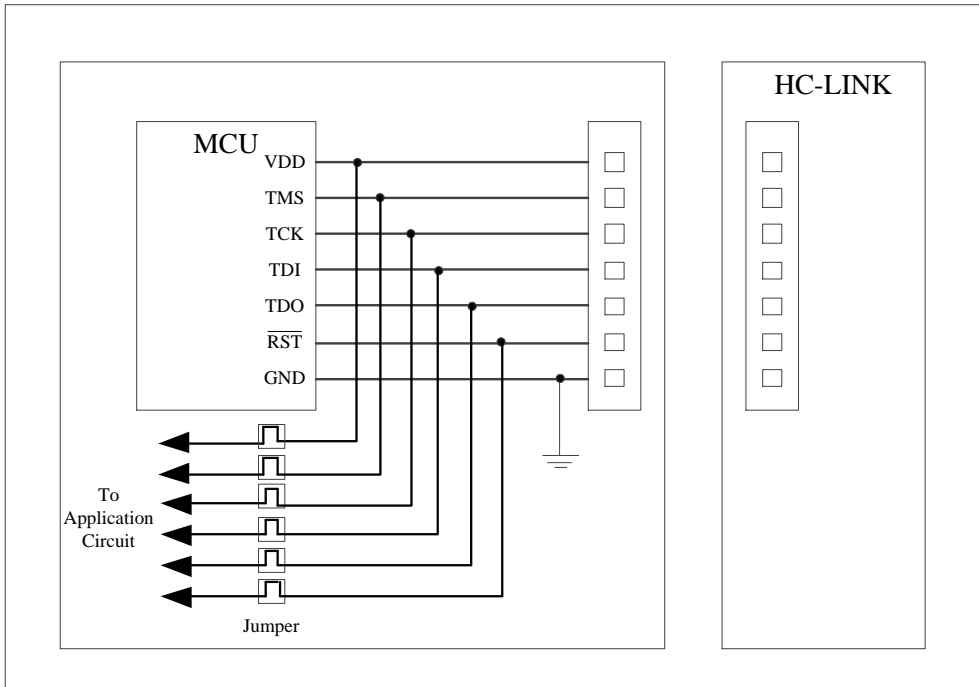 HC-LINK
MCU
VDD
TMS
TCK
TDI
TDO
RST
GND
To
Application
Circuit
Jumper